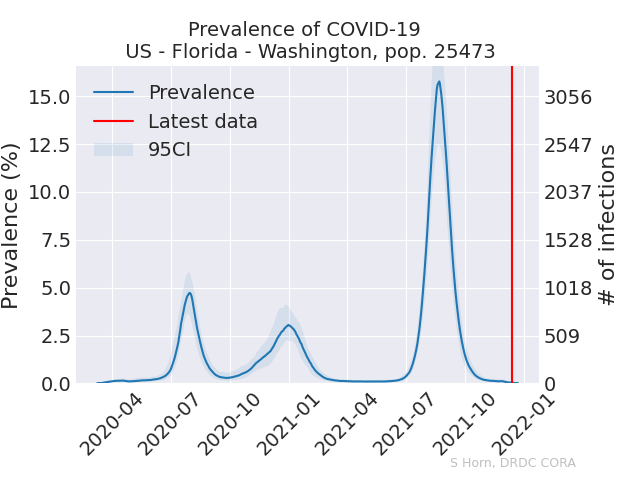 Prevalence of COVID-19
US - Florida - Washington, pop. 25473
Prevalence
Latest data
95CI
Prevalence (%)
15.0
12.5
10.0
7.5
5.0
2.5
0.0
3056
2547
2037
1528
1018
509
0
# of infections
2020-04
2020-07
2020-10
2021-01
2021-04
2021-07
2021-10
2022-01
S Horn, DRDC CORA